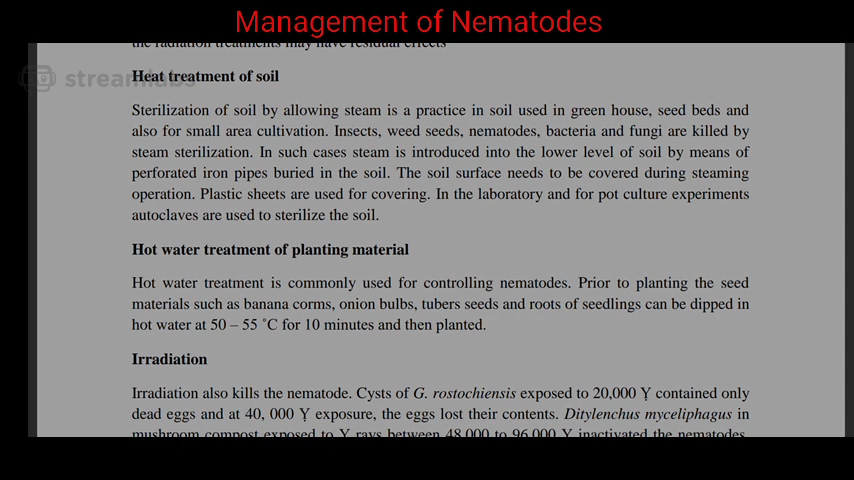 Management of Nematodes
the radiation treatments may have residual effects
streamlabs
Heat treatment of soil
Sterilization of soil by allowing steam is a practice in soil used in green house, seed beds and
also for small area cultivation. Insects, weed seeds, nematodes, bacteria and fungi are killed by
steam sterilization. In such cases steam is introduced into the lower level of soil by means of
perforated iron pipes buried in the soil. The soil surface needs to be covered during steaming
operation. Plastic sheets are used for covering. In the laboratory and for pot culture experiments
autoclaves are used to sterilize the soil.
Hot water treatment of planting material
Hot water treatment is commonly used for controlling nematodes. Prior to planting the seed
materials such as banana corms, onion bulbs, tubers seeds and roots of seedlings can be dipped in
hot water at 50 – 55 ˚C for 10 minutes and then planted.
Irradiation
Irradiation also kills the nematode. Cysts of G. rostochiensis exposed to 20,000 Ɣ contained only
dead eggs and at 40, 000 Ɣ exposure, the eggs lost their contents. Ditylenchus myceliphagus in
mushroom compost exposed to Ɣ rays between 48,000 to 96,000 Ɣ inactivated the nematodes.